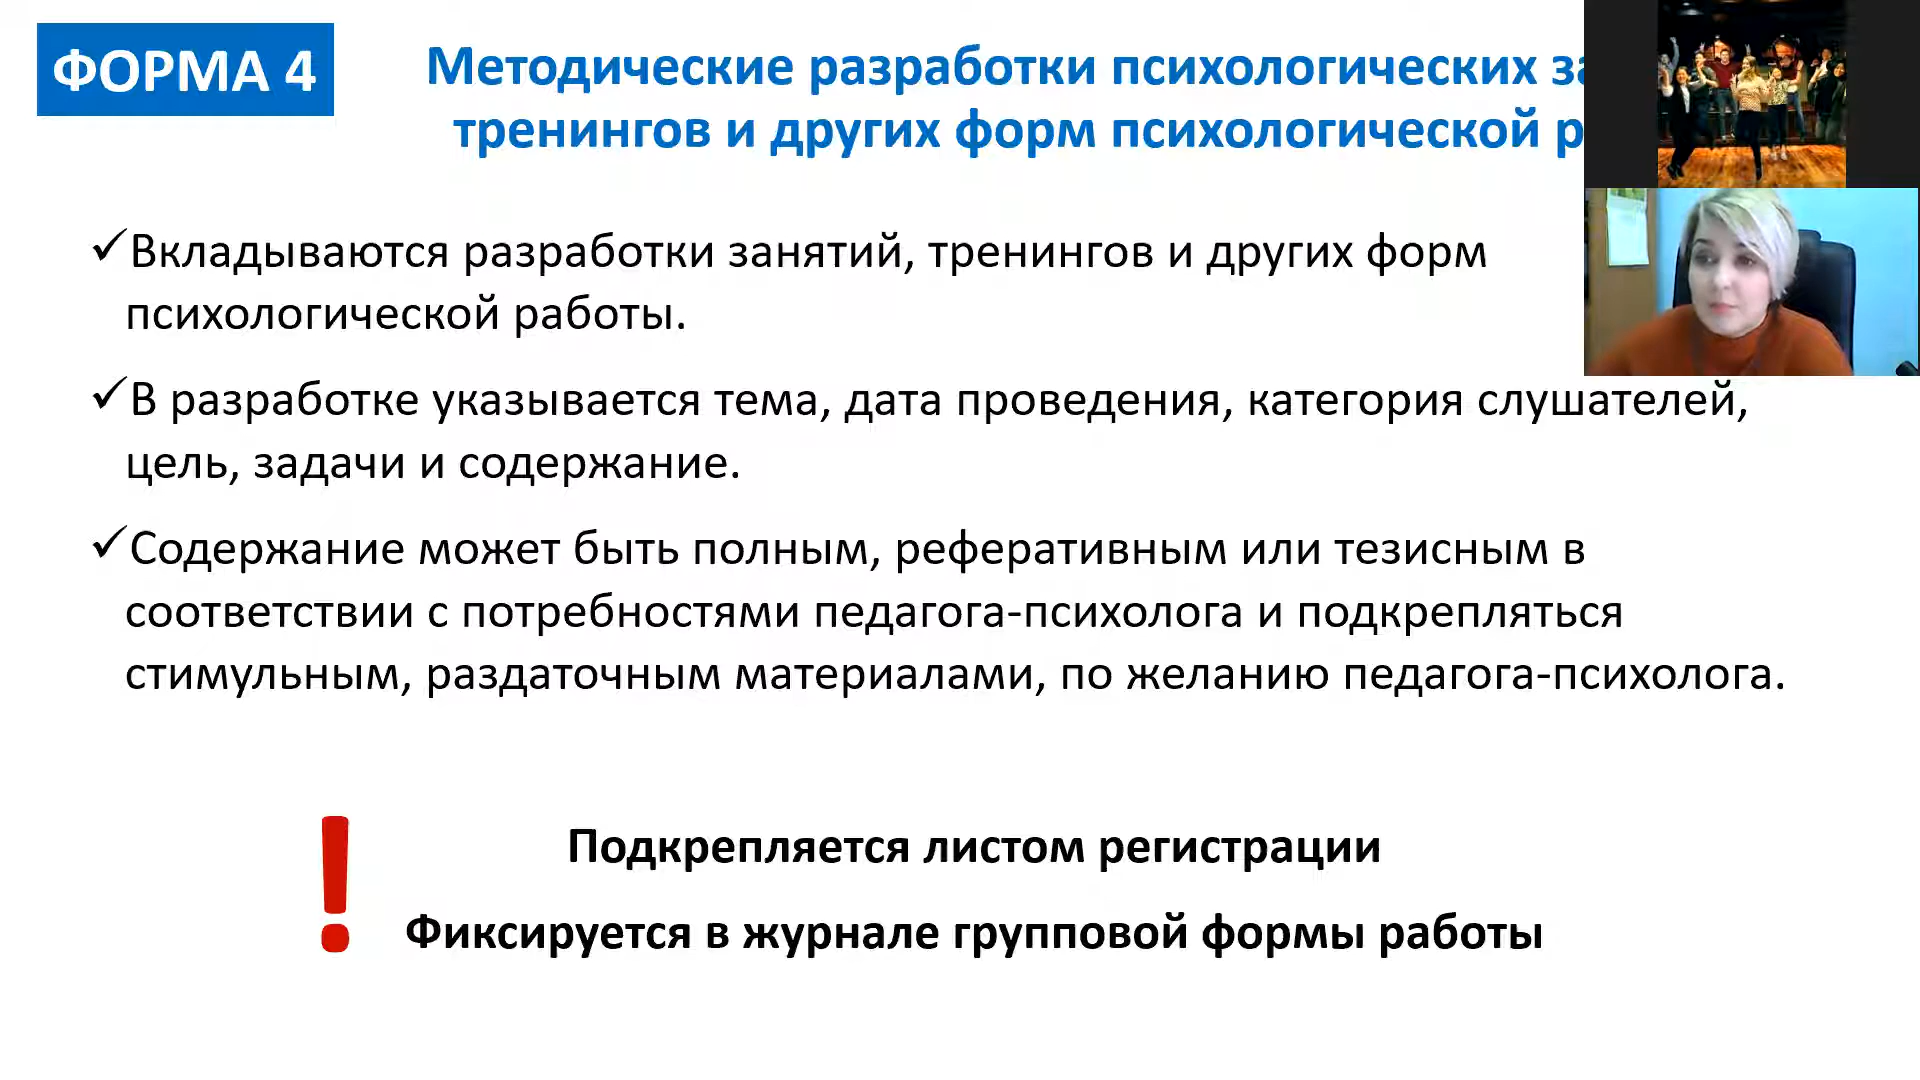 ФОРМА 4
Методические разработки психологических
тренингов и других форм психологической
✓Вкладываются разработки занятий, тренингов и других форм
психологической работы.
✓В разработке указывается тема, дата проведения, категория слушателей,
цель, задачи и содержание.
✓Содержание может быть полным, реферативным или тезисным в
соответствии с потребностями педагога-психолога и подкрепляться
стимульным, раздаточным материалами, по желанию педагога-психолога.
!
Подкрепляется листом регистрации
Фиксируется в журнале групповой формы работы